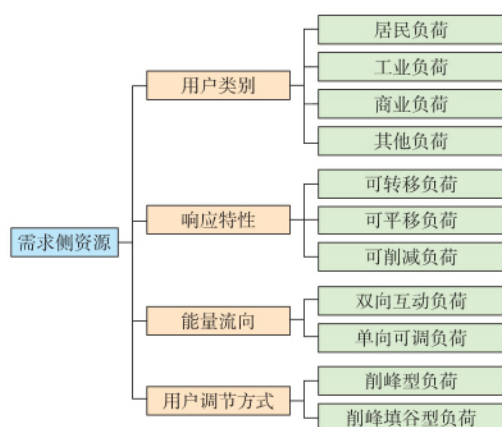 需求侧资源
用户类别
居民负荷
工业负荷
商业负荷
其他负荷
响应特性
可转移负荷
可平移负荷
可削减负荷
能量流向
双向互动负荷
单向可调负荷
用户调节方式
削峰型负荷
削峰填谷型负荷